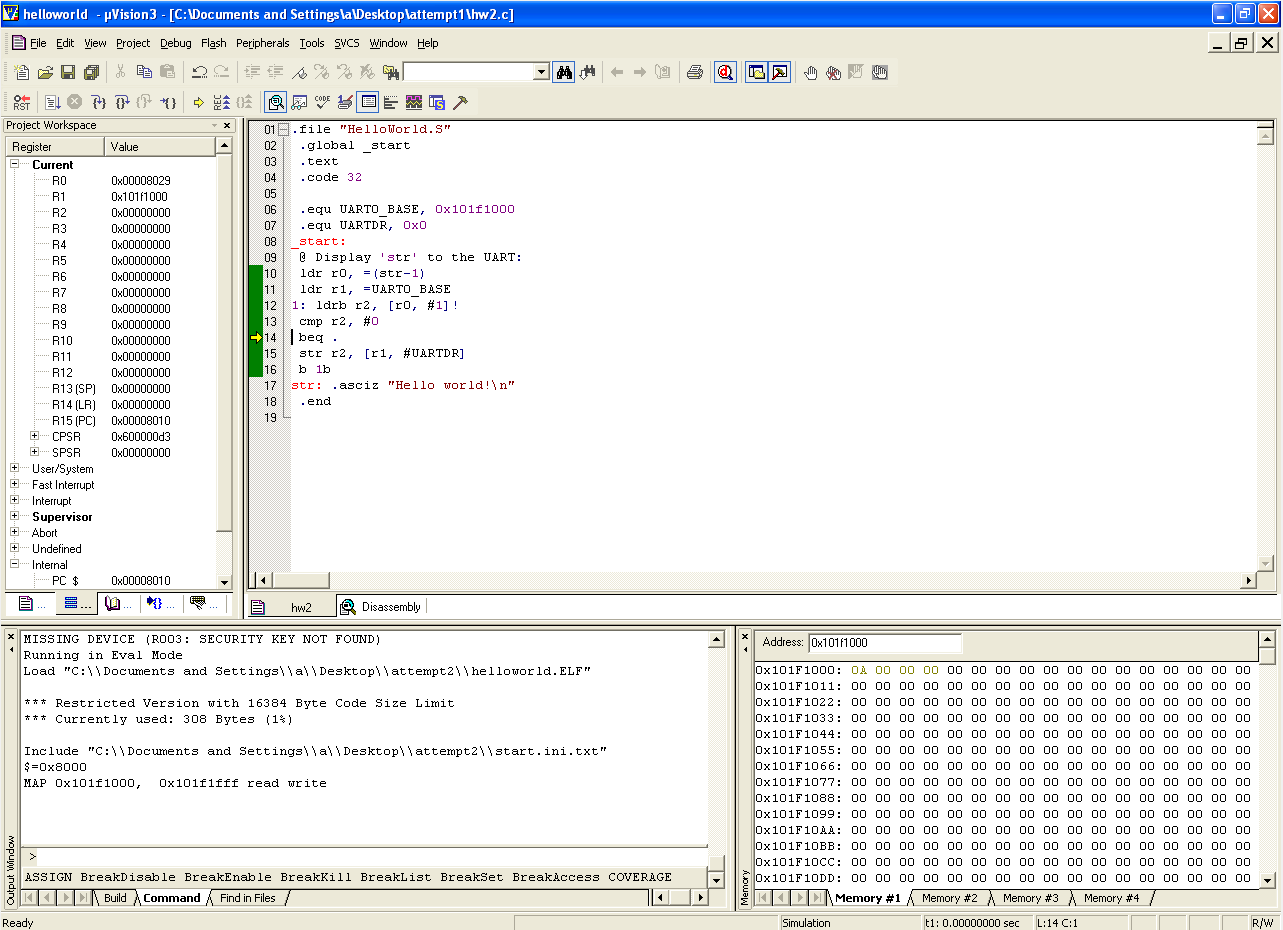 helloworld - µVision3 - [C:\Documents and Settings\a\Desktop\attempt1\hw2.c]
File Edit View Project Debug Flash Peripherals Tools SVCS Window Help
RST CODE
Project Workspace
Register Value
Current
R0 0x00008029
R1 0x101f1000
R2 0x00000000
R3 0x00000000
R4 0x00000000
R5 0x00000000
R6 0x00000000
R7 0x00000000
R8 0x00000000
R9 0x00000000
R10 0x00000000
R11 0x00000000
R12 0x00000000
R13 (SP) 0x00000000
R14 (LR) 0x00000000
R15 (PC) 0x00008010
CPSR 0x600000d3
SPSR 0x00000000
User/System
Fast Interrupt
Interrupt
Supervisor
Abort
Undefined
Internal
PC $ 0x00008010
01 .file "HelloWorld.S"
02 .global _start
03 .text
04 .code 32
05
06 .equ UART0_BASE, 0x101f1000
07 .equ UARTDR, 0x0
08 _start:
09 @ Display 'str' to the UART:
10 ldr r0, =(str-1)
11 ldr r1, =UART0_BASE
12 1: ldrb r2, [r0, #1]!
13 cmp r2, #0
14 beq .
15 str r2, [r1, #UARTDR]
16 b 1b
17 str: .asciz "Hello world!\n"
18 .end
19
hw2 Disassembly
Output Window
MISSING DEVICE (R003: SECURITY KEY NOT FOUND)
Running in Eval Mode
Load "C:\\Documents and Settings\\a\\Desktop\\attempt2\\helloworld.ELF"
*** Restricted Version with 16384 Byte Code Size Limit
*** Currently used: 308 Bytes (1%)
Include "C:\\Documents and Settings\\a\\Desktop\\attempt2\\start.ini.txt"
$=0x8000
MAP 0x101f1000, 0x101f1fff read write
>
ASSIGN BreakDisable BreakEnable BreakKill BreakList BreakSet BreakAccess COVERAGE
Build Command Find in Files
Memory
Address: 0x101f1000
0x101F1000: 0A 00 00 00 00 00 00 00 00 00 00 00 00 00 00 00 00
0x101F1011: 00 00 00 00 00 00 00 00 00 00 00 00 00 00 00 00 00
0x101F1022: 00 00 00 00 00 00 00 00 00 00 00 00 00 00 00 00 00
0x101F1033: 00 00 00 00 00 00 00 00 00 00 00 00 00 00 00 00 00
0x101F1044: 00 00 00 00 00 00 00 00 00 00 00 00 00 00 00 00 00
0x101F1055: 00 00 00 00 00 00 00 00 00 00 00 00 00 00 00 00 00
0x101F1066: 00 00 00 00 00 00 00 00 00 00 00 00 00 00 00 00 00
0x101F1077: 00 00 00 00 00 00 00 00 00 00 00 00 00 00 00 00 00
0x101F1088: 00 00 00 00 00 00 00 00 00 00 00 00 00 00 00 00 00
0x101F1099: 00 00 00 00 00 00 00 00 00 00 00 00 00 00 00 00 00
0x101F10AA: 00 00 00 00 00 00 00 00 00 00 00 00 00 00 00 00 00
0x101F10BB: 00 00 00 00 00 00 00 00 00 00 00 00 00 00 00 00 00
0x101F10CC: 00 00 00 00 00 00 00 00 00 00 00 00 00 00 00 00 00
0x101F10DD: 00 00 00 00 00 00 00 00 00 00 00 00 00 00 00 00 00
Memory #1 Memory #2 Memory #3 Memory #4
Ready Simulation t1: 0.00000000 sec L:14 C:1 R/W